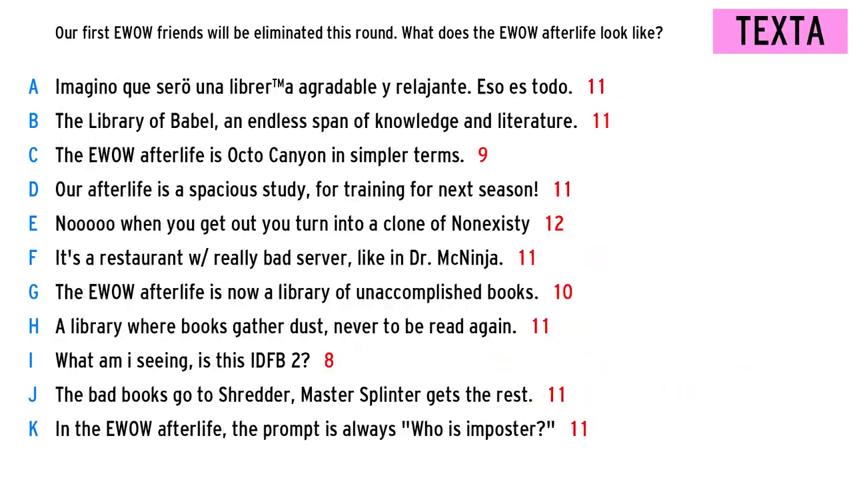 Our first EWOW friends will be eliminated this round. What does the EWOW afterlife look like?
TEXTA
A Imagino que serö una librer™a agradable y relajante. Eso es todo. 11
B The Library of Babel, an endless span of knowledge and literature. 11
C The EWOW afterlife is Octo Canyon in simpler terms. 9
D Our afterlife is a spacious study, for training for next season! 11
E Nooooo when you get out you turn into a clone of Nonexisty 12
F It's a restaurant w/ really bad server, like in Dr. McNinja. 11
G The EWOW afterlife is now a library of unaccomplished books. 10
H A library where books gather dust, never to be read again. 11
I What am i seeing, is this IDFB 2? 8
J The bad books go to Shredder, Master Splinter gets the rest. 11
K In the EWOW afterlife, the prompt is always "Who is imposter?" 11